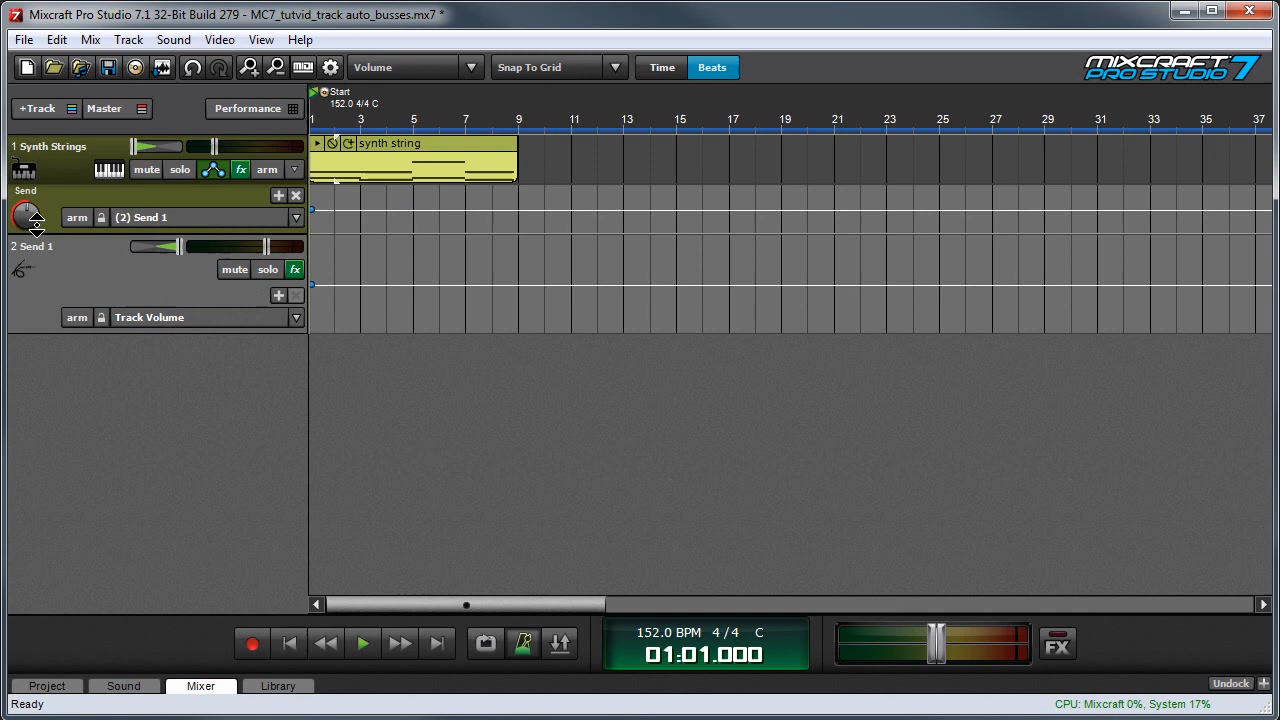 Mixcraft Pro Studio 7.1 32-Bit Build 279 - MC7_tutvid_track auto_busses.mx7 *
File Edit Mix Track Sound Video View Help
Volume Snap To Grid Time Beats MIXCRAFT PRO STUDIO 7
+Track Master Performance
Start
152.0 4/4 C
1 3 5 7 9 11 13 15 17 19 21 23 25 27 29 31 33 35 37
1 Synth Strings
synth string
mute solo fx arm
Send
arm (2) Send 1
2 Send 1
mute solo fx
arm Track Volume
152.0 BPM 4 / 4 C
01:01.000
FX
Project Sound Mixer Library Undock
Ready CPU: Mixcraft 0%, System 17%